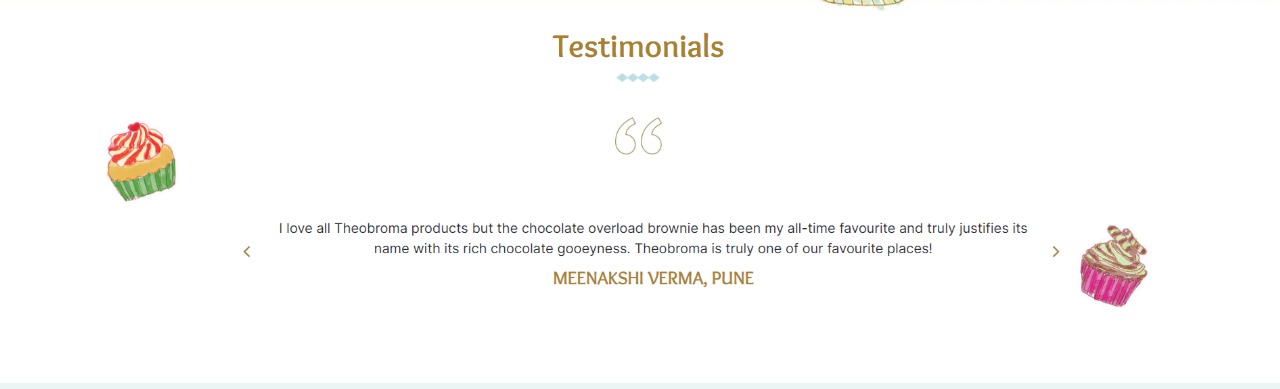 Testimonials
“
I love all Theobroma products but the chocolate overload brownie has been my all-time favourite and truly justifies its
name with its rich chocolate gooeyness. Theobroma is truly one of our favourite places!
MEENAKSHI VERMA, PUNE